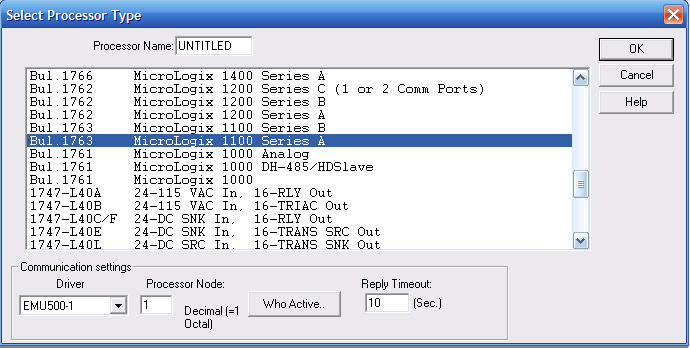 Select Processor Type
Processor Name: UNTITLED
OK
Cancel
Help
Bul.1766 MicroLogix 1400 Series A
Bul.1762 MicroLogix 1200 Series C (1 or 2 Comm Ports)
Bul.1762 MicroLogix 1200 Series B
Bul.1762 MicroLogix 1200 Series A
Bul.1763 MicroLogix 1100 Series B
Bul.1763 MicroLogix 1100 Series A
Bul.1761 MicroLogix 1000 Analog
Bul.1761 MicroLogix 1000 DH-485/HDSlave
Bul.1761 MicroLogix 1000
1747-L40A 24-115 VAC In, 16-RLY Out
1747-L40B 24-115 VAC In, 16-TRIAC Out
1747-L40C/F 24-DC SNK In, 16-RLY Out
1747-L40E 24-DC SNK In, 16-TRANS SRC Out
1747-L40L 24-DC SRC In, 16-TRANS SNK Out
Communication settings
Driver Processor Node: Reply Timeout:
EMU500-1 1 Decimal (=1 Octal) Who Active.. 10 (Sec.)